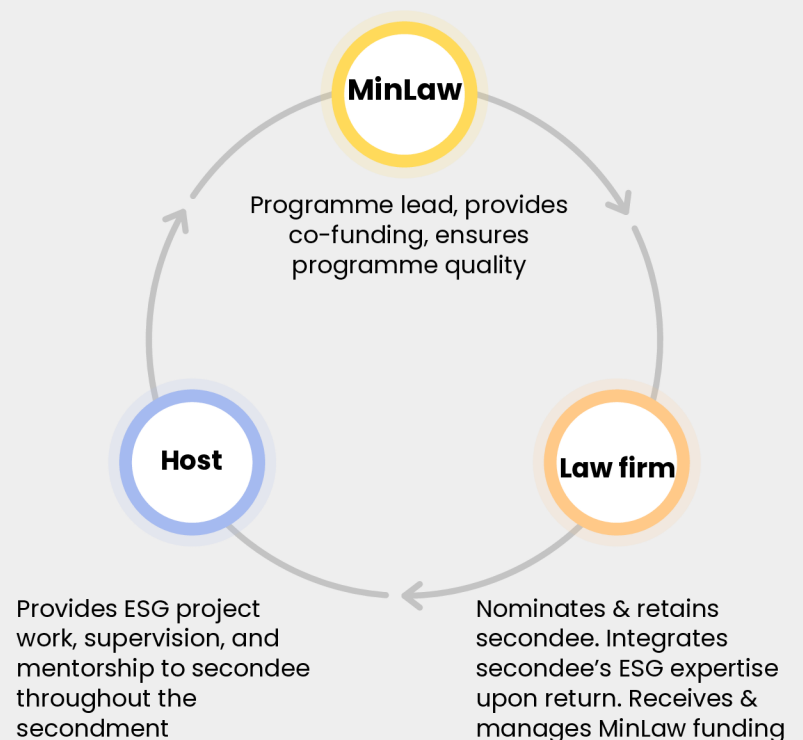 MinLaw
Programme lead, provides
co-funding, ensures
programme quality
Host
Law firm
Provides ESG project
work, supervision, and
mentorship to secondee
throughout the
secondment
Nominates & retains
secondee. Integrates
secondee’s ESG expertise
upon return. Receives &
manages MinLaw funding